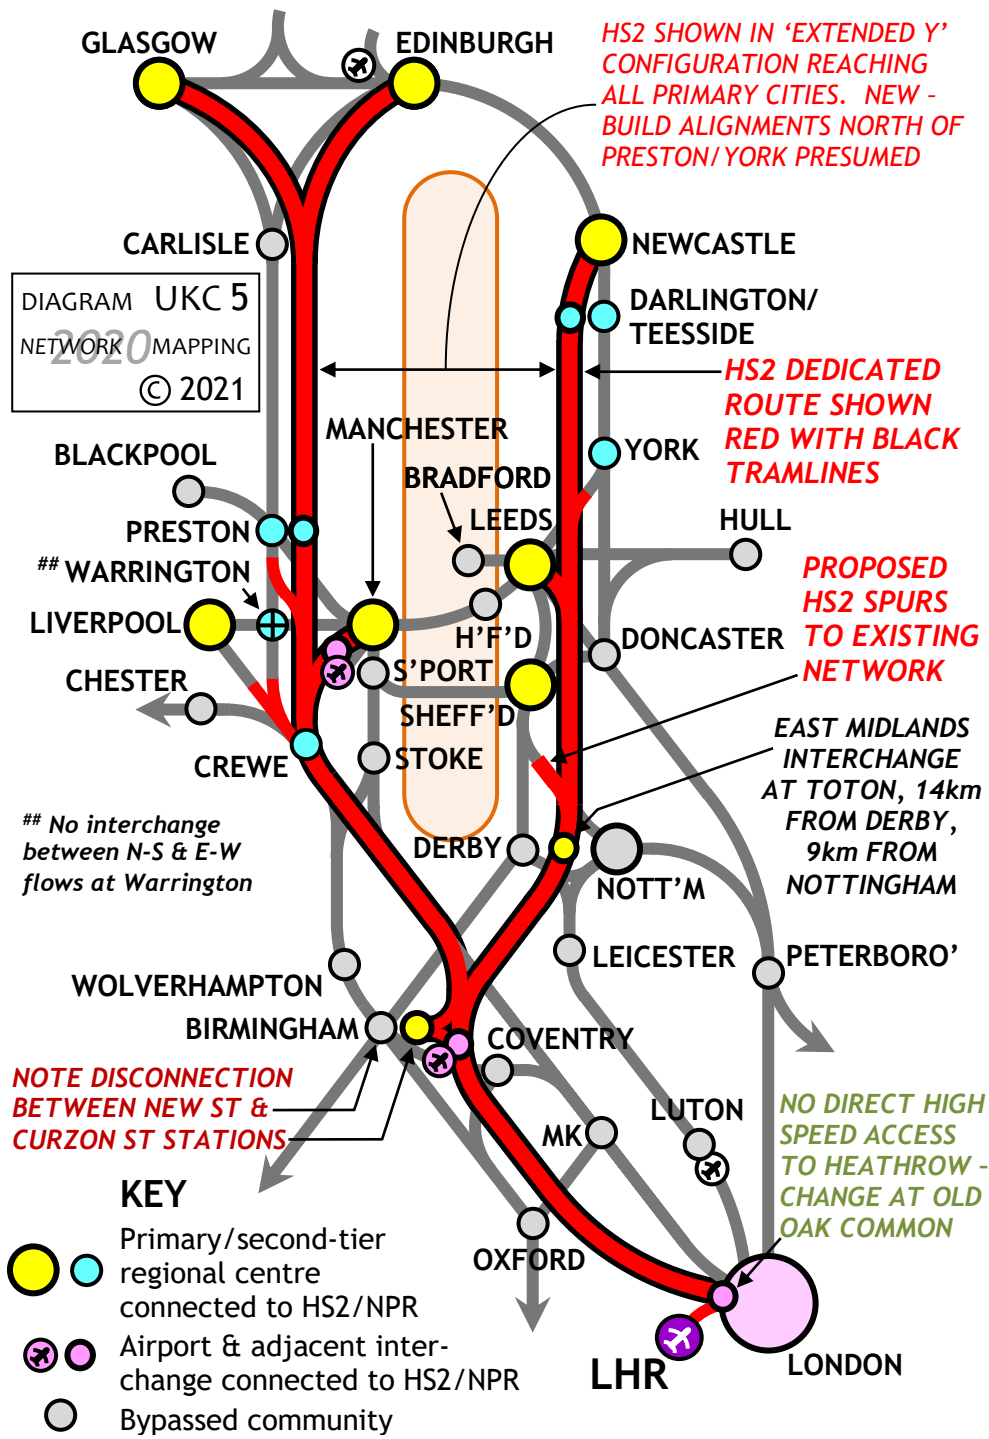 GLASGOW
EDINBURGH
HS2 SHOWN IN ‘EXTENDED Y’
CONFIGURATION REACHING
ALL PRIMARY CITIES.  NEW -
BUILD ALIGNMENTS NORTH OF
PRESTON/YORK PRESUMED
CARLISLE
NEWCASTLE
DIAGRAM UKC 5
NETWORK 2020 MAPPING
© 2021
DARLINGTON/
TEESSIDE
HS2 DEDICATED
ROUTE SHOWN
RED WITH BLACK
TRAMLINES
MANCHESTER
BLACKPOOL
YORK
BRADFORD
LEEDS
HULL
PRESTON
## WARRINGTON
PROPOSED
HS2 SPURS
TO EXISTING
NETWORK
LIVERPOOL
H’F’D
DONCASTER
CHESTER
S’PORT
SHEFF’D
CREWE
STOKE
EAST MIDLANDS
INTERCHANGE
AT TOTON, 14km
FROM DERBY,
9km FROM
NOTTINGHAM
## No interchange
between N-S & E-W
flows at Warrington
DERBY
NOTT’M
WOLVERHAMPTON
LEICESTER
PETERBORO’
BIRMINGHAM
COVENTRY
NOTE DISCONNECTION
BETWEEN NEW ST &
CURZON ST STATIONS
MK
LUTON
NO DIRECT HIGH
SPEED ACCESS
TO HEATHROW -
CHANGE AT OLD
OAK COMMON
OXFORD
LHR
LONDON
KEY
Primary/second-tier
regional centre
connected to HS2/NPR
Airport & adjacent inter-
change connected to HS2/NPR
Bypassed community